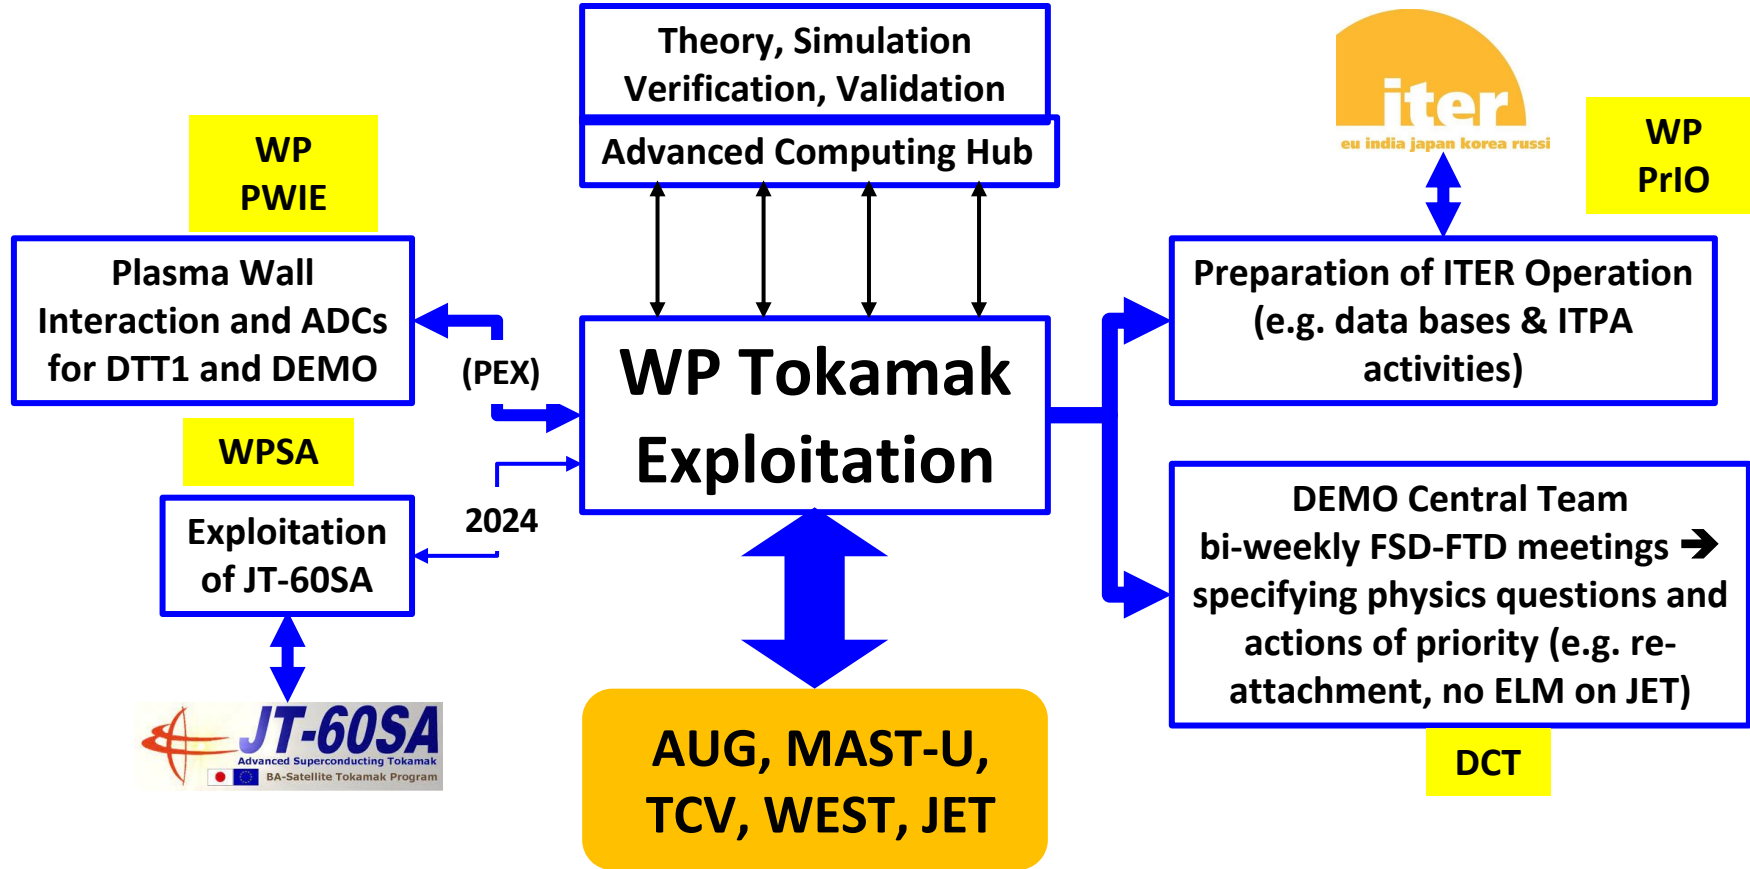 Theory, Simulation
Verification, Validation
Advanced Computing Hub
iter
eu india japan korea russi
WP
PrIO
WP
PWIE
Plasma Wall
Interaction and ADCs
for DTT1 and DEMO
(PEX)
WP Tokamak
Exploitation
Preparation of ITER Operation
(e.g. data bases & ITPA
activities)
WPSA
Exploitation
of JT-60SA
2024
DEMO Central Team
bi-weekly FSD-FTD meetings ➔
specifying physics questions and
actions of priority (e.g. re-
attachment, no ELM on JET)
DCT
JT-60SA
Advanced Superconducting Tokamak
BA-Satellite Tokamak Program
AUG, MAST-U,
TCV, WEST, JET